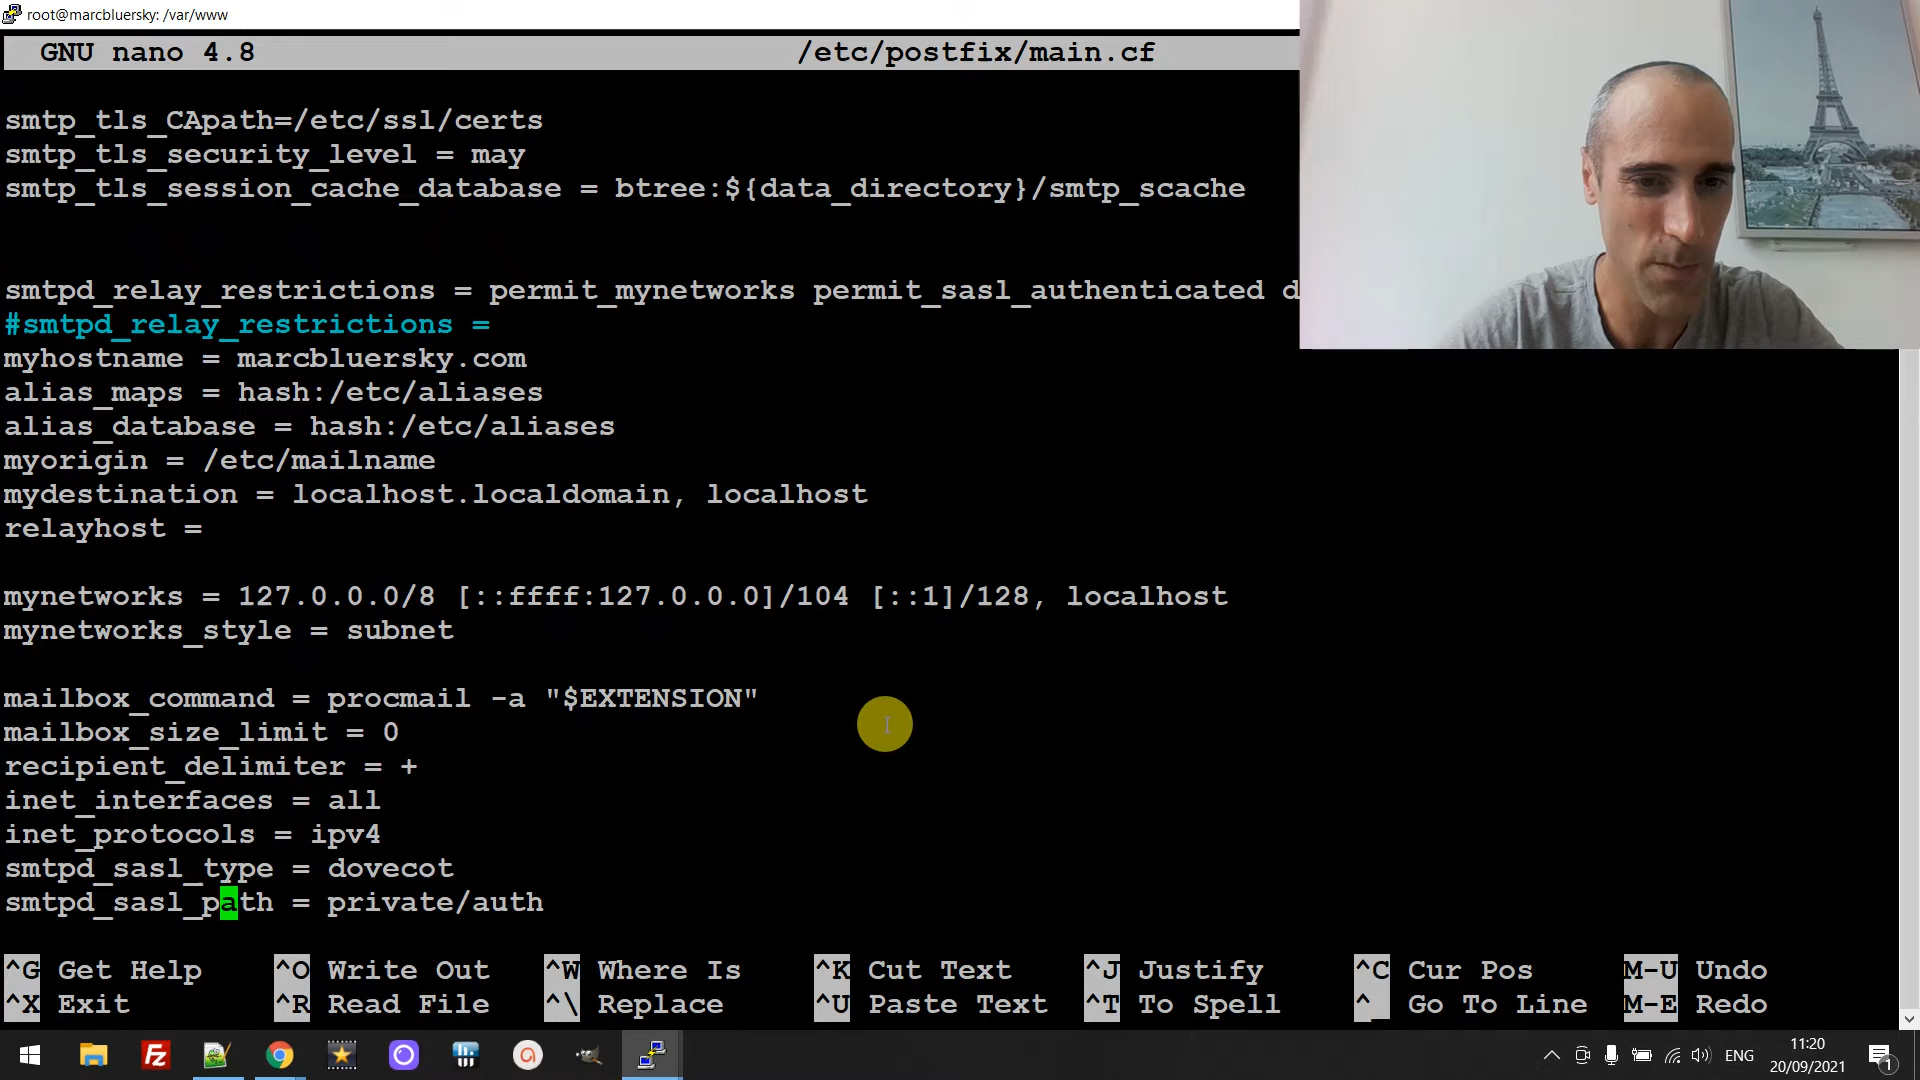 root@marcbluersky: /var/www
GNU nano 4.8 /etc/postfix/main.cf
smtp_tls_CApath=/etc/ssl/certs
smtp_tls_security_level = may
smtp_tls_session_cache_database = btree:${data_directory}/smtp_scache
smtpd_relay_restrictions = permit_mynetworks permit_sasl_authenticated d
#smtpd_relay_restrictions =
myhostname = marcbluersky.com
alias_maps = hash:/etc/aliases
alias_database = hash:/etc/aliases
myorigin = /etc/mailname
mydestination = localhost.localdomain, localhost
relayhost =
mynetworks = 127.0.0.0/8 [::ffff:127.0.0.0]/104 [::1]/128, localhost
mynetworks_style = subnet
mailbox_command = procmail -a "$EXTENSION"
mailbox_size_limit = 0
recipient_delimiter = +
inet_interfaces = all
inet_protocols = ipv4
smtpd_sasl_type = dovecot
smtpd_sasl_path = private/auth
^G Get Help ^O Write Out ^W Where Is ^K Cut Text ^J Justify ^C Cur Pos M-U Undo
^X Exit ^R Read File ^\ Replace ^U Paste Text ^T To Spell ^_ Go To Line M-E Redo
Fz
ENG
11:20
20/09/2021
1